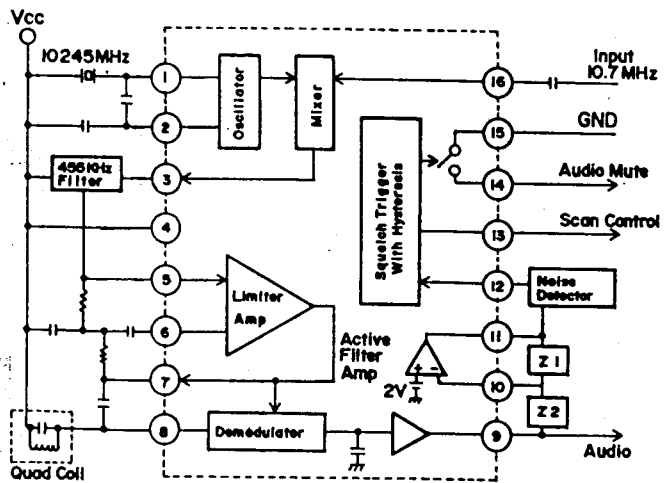 Vcc
10245MHz
Input
10.7 MHz
1
2
3
4
5
6
7
8
16
15
14
13
12
11
10
9
Oscillator
Mixer
GND
Audio Mute
Scan Control
455KHz
Filter
Squelch Trigger
With Hysteresis
Noise
Detector
Limiter
Amp
Active
Filter
Amp
+
-
2V
Z1
Z2
Demodulator
Audio
Quad Coil